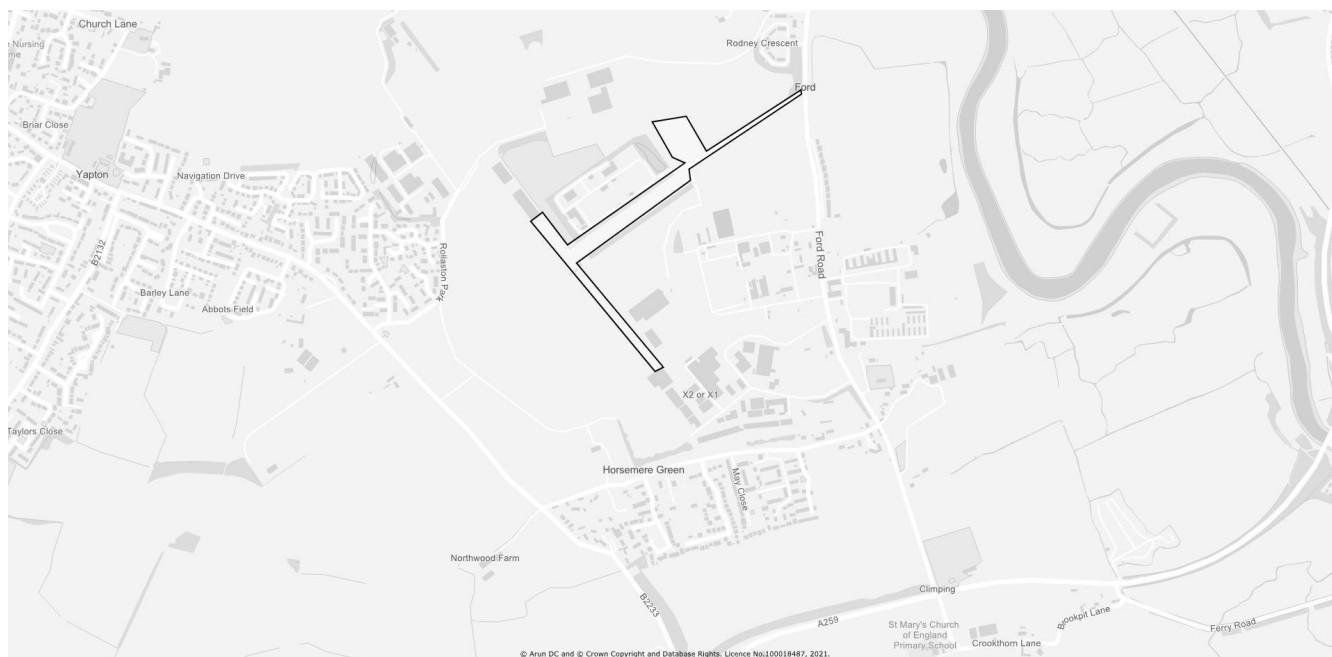 Church Lane
Nursing
me
Briar Close
Yapton
Navigation Drive
B2132
Barley Lane
Abbots Field
Rollaston Park
Taylors Close
Rodney Crescent
Ford
Ford Road
X2 or X1
Horsemere Green
May Close
Northwood Farm
B2233
A259
Climping
St Mary's Church
of England
Primary School
Brookpit Lane
Crookthorn Lane
Ferry Road
© Arun DC and © Crown Copyright and Database Rights. Licence No.100018487, 2021.